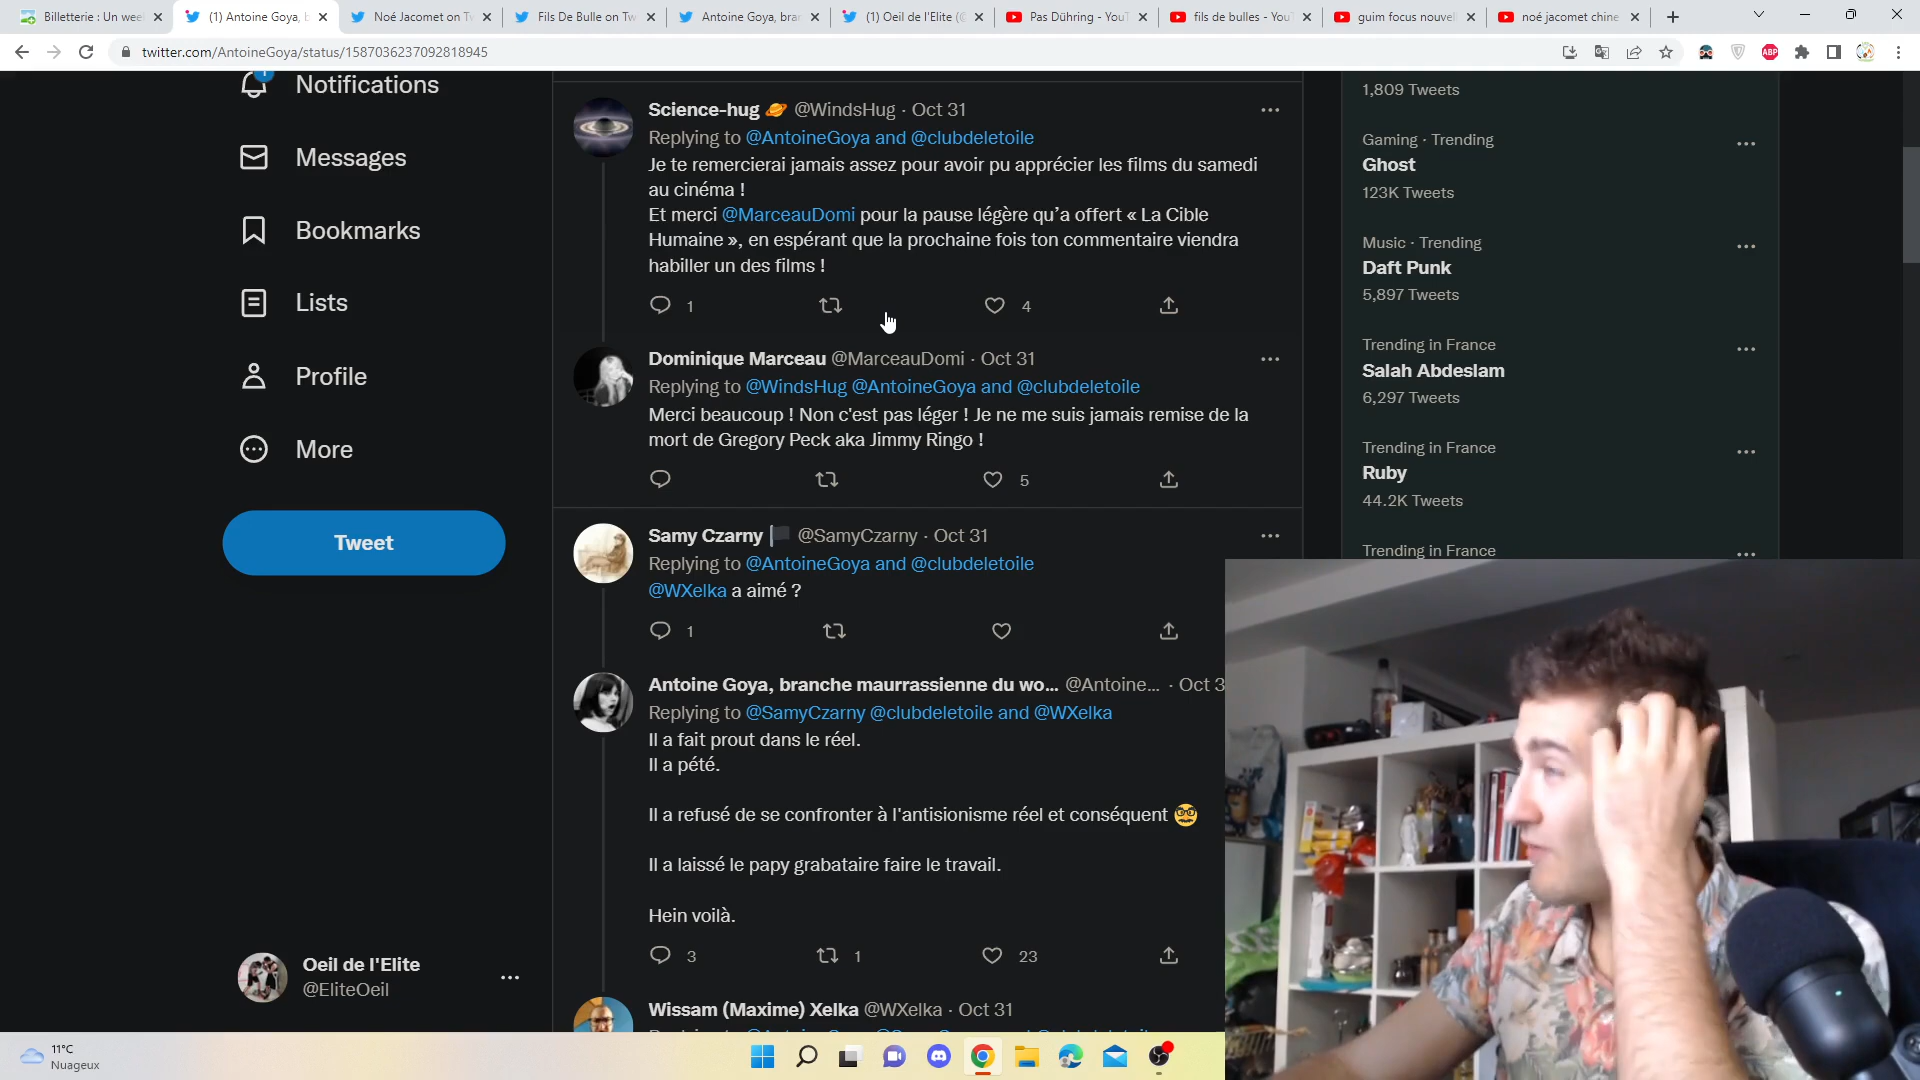 Billetterie : Un wee
(1) Antoine Goya, b
Noé Jacomet on T
Fils De Bulle on Tw
Antoine Goya, bra
(1) Oeil de l'Elite (@
Pas Dühring - YouT
fils de bulles - YouT
guim focus nouvel
noé jacomet chine
twitter.com/AntoineGoya/status/1587036237092818945
ABP
1
Notifications
Messages
Bookmarks
Lists
Profile
More
Tweet
Oeil de l'Elite
@EliteOeil
Science-hug @WindsHug · Oct 31
Replying to @AntoineGoya and @clubdeletoile
Je te remercierai jamais assez pour avoir pu apprécier les films du samedi
au cinéma !
Et merci @MarceauDomi pour la pause légère qu'a offert « La Cible
Humaine », en espérant que la prochaine fois ton commentaire viendra
habiller un des films !
1 4
Dominique Marceau @MarceauDomi · Oct 31
Replying to @WindsHug @AntoineGoya and @clubdeletoile
Merci beaucoup ! Non c'est pas léger ! Je ne me suis jamais remise de la
mort de Gregory Peck aka Jimmy Ringo !
5
Samy Czarny @SamyCzarny · Oct 31
Replying to @AntoineGoya and @clubdeletoile
@WXelka a aimé ?
1
Antoine Goya, branche maurrassienne du wo... @Antoine... · Oct 3
Replying to @SamyCzarny @clubdeletoile and @WXelka
Il a fait prout dans le réel.
Il a pété.
Il a refusé de se confronter à l'antisionisme réel et conséquent
Il a laissé le papy grabataire faire le travail.
Hein voilà.
3 1 23
Wissam (Maxime) Xelka @WXelka · Oct 31
1,809 Tweets
Gaming · Trending
Ghost
123K Tweets
Music · Trending
Daft Punk
5,897 Tweets
Trending in France
Salah Abdeslam
6,297 Tweets
Trending in France
Ruby
44.2K Tweets
Trending in France
11°C
Nuageux